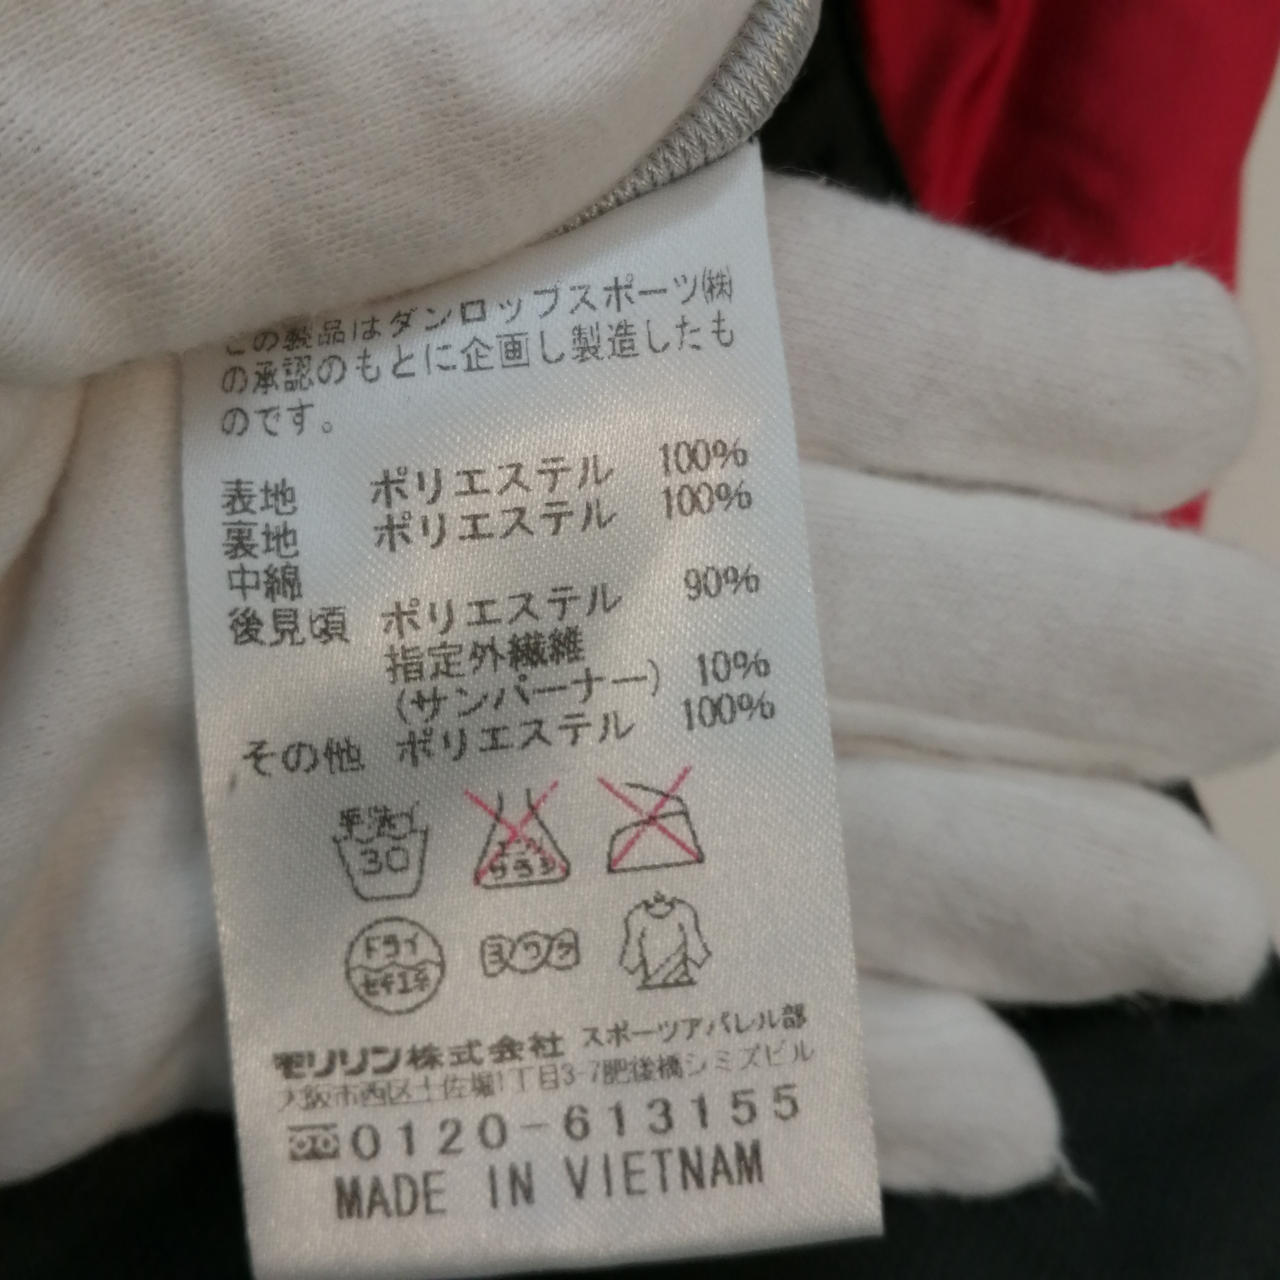 この製品はダンロップスポーツ㈱
の承認のもとに企画し製造したも
のです。
表地 ポリエステル 100%
裏地 ポリエステル 100%
中綿
後見頃 ポリエステル 90%
指定外繊維
(サンバーナー) 10%
その他 ポリエステル 100%
手洗イ
30
エンソ
サラシ
ドライ
セキユ系
ヨワク
モリリン株式会社 スポーツアパレル部
大阪市西区土佐堀1丁目3-7肥後橋シミズビル
0120-613155
MADE IN VIETNAM